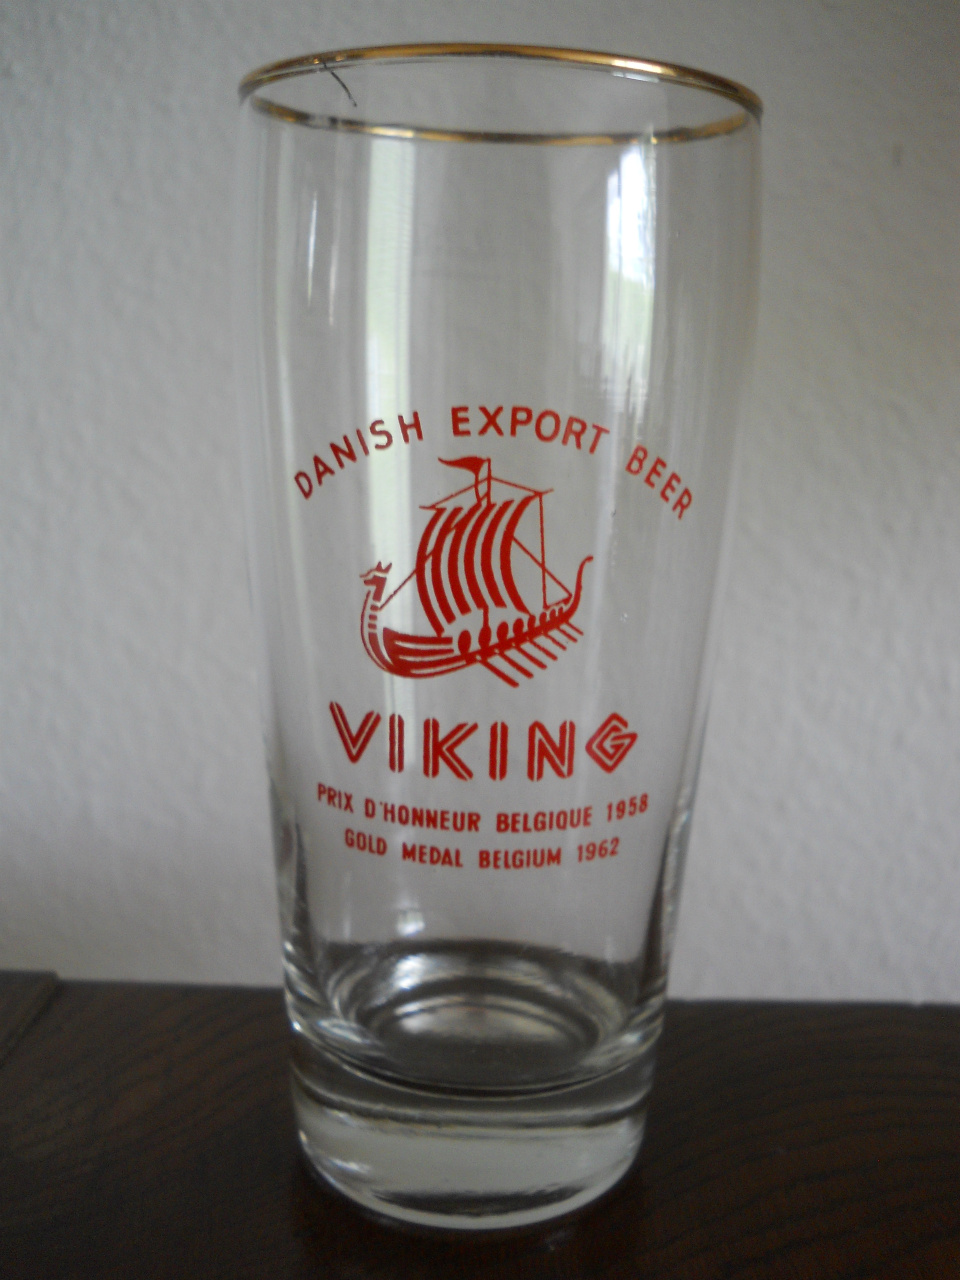 DANISH EXPORT BEER
VIKING
PRIX D'HONNEUR BELGIQUE 1958
GOLD MEDAL BELGIUM 1962